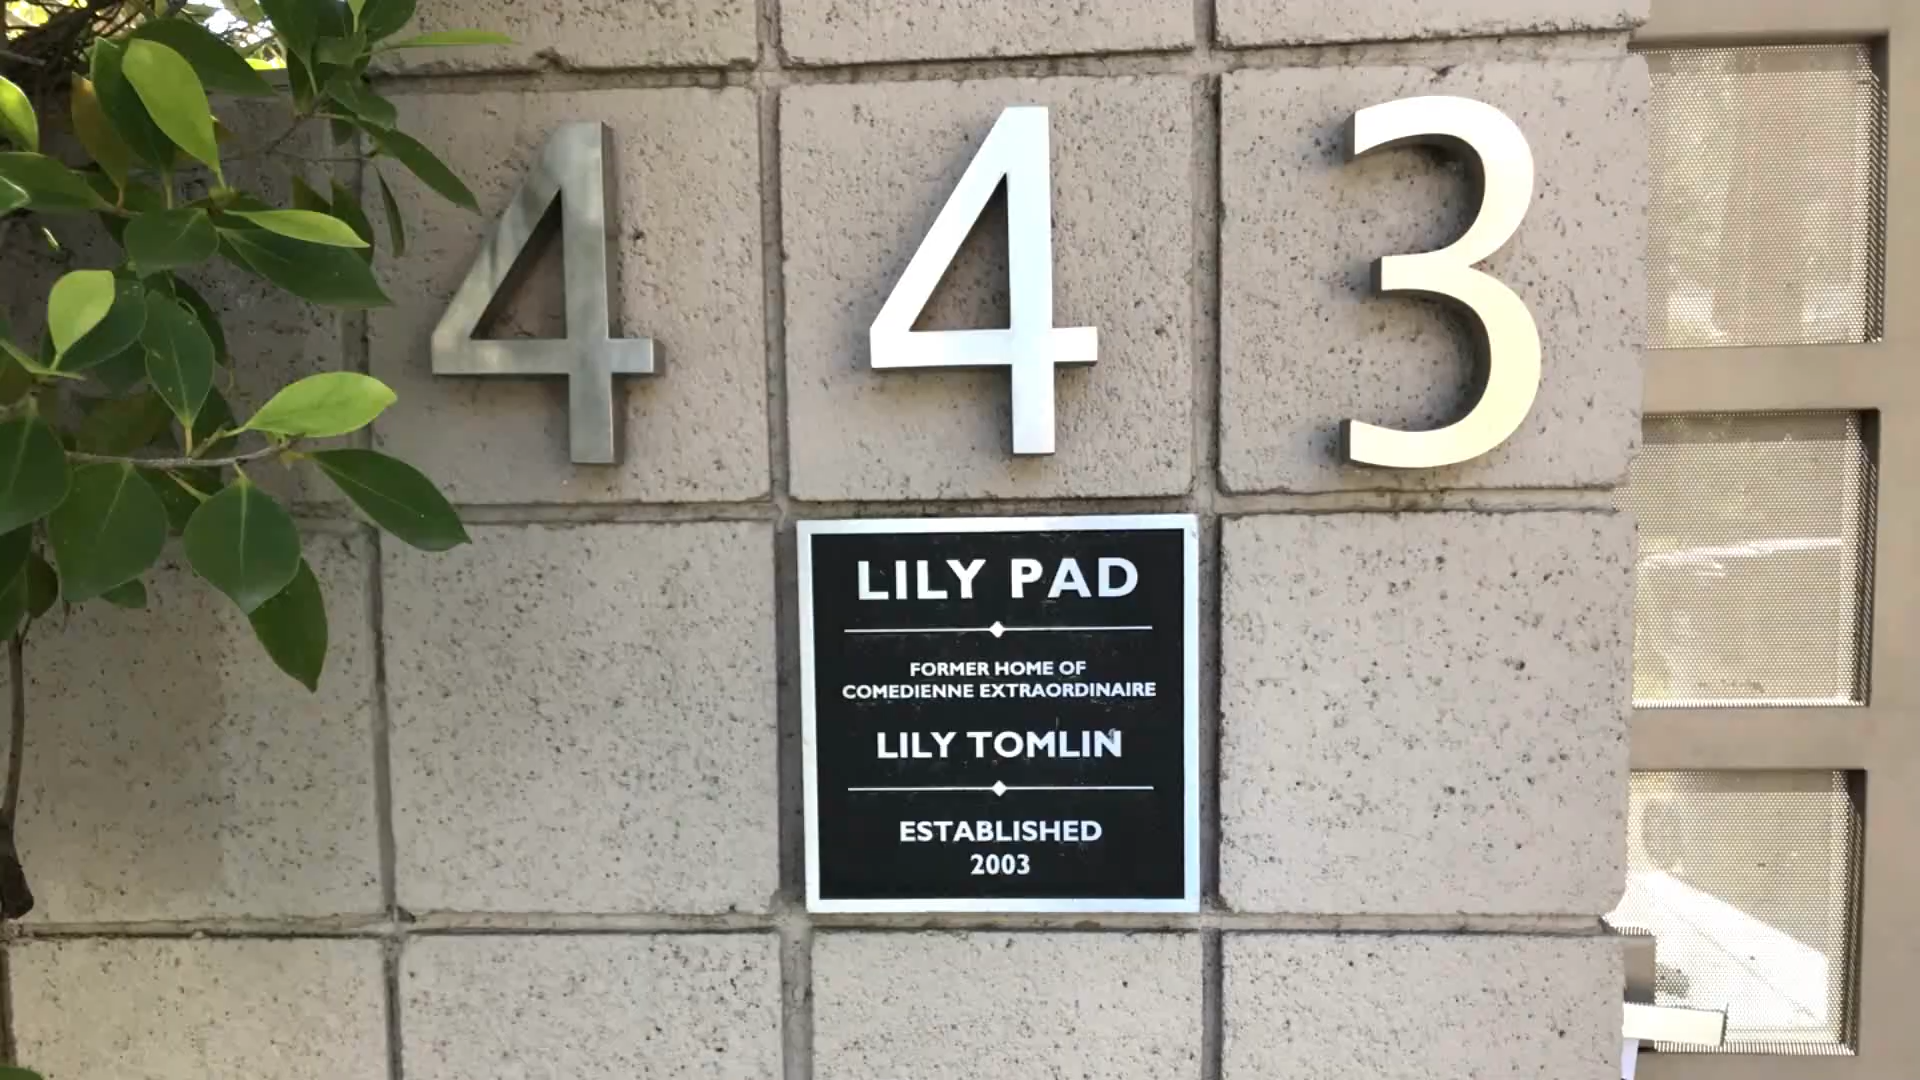 443
LILY PAD
FORMER HOME OF
COMEDIENNE EXTRAORDINAIRE
LILY TOMLIN
ESTABLISHED
2003